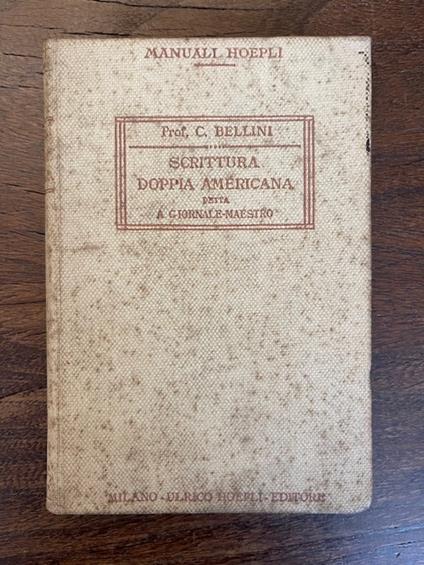 MANUALI HOEPLI
Prof. C. BELLINI
SCRITTURA
DOPPIA AMERICANA
DETTA
A GIORNALE-MAESTRO
MILANO - ULRICO HOEPLI - EDITORE